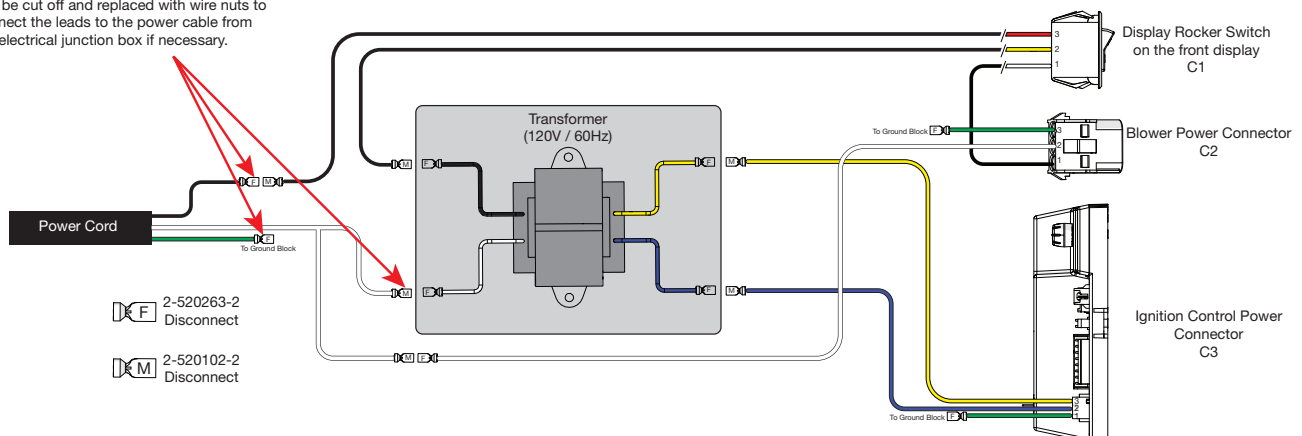 be cut off and replaced with wire nuts to
nect the leads to the power cable from
electrical junction box if necessary.
3
2
1
Display Rocker Switch
on the front display
C1
Transformer
(120V / 60Hz)
To Ground Block F
3
2
1
Blower Power Connector
C2
M F
F M
F M
Power Cord
F
To Ground Block
M F
F M
F 2-520263-2
Disconnect
M 2-520102-2
Disconnect
M F
Ignition Control Power
Connector
C3
To Ground Block F
3
2
1